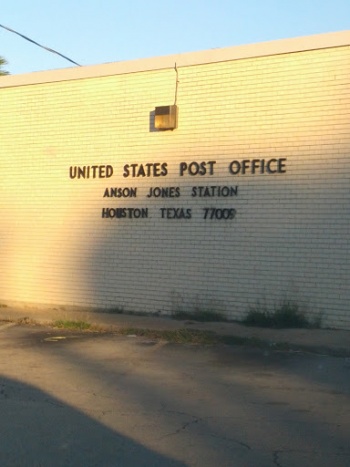 UNITED STATES POST OFFICE
ANSON JONES STATION
HOUSTON TEXAS 77009